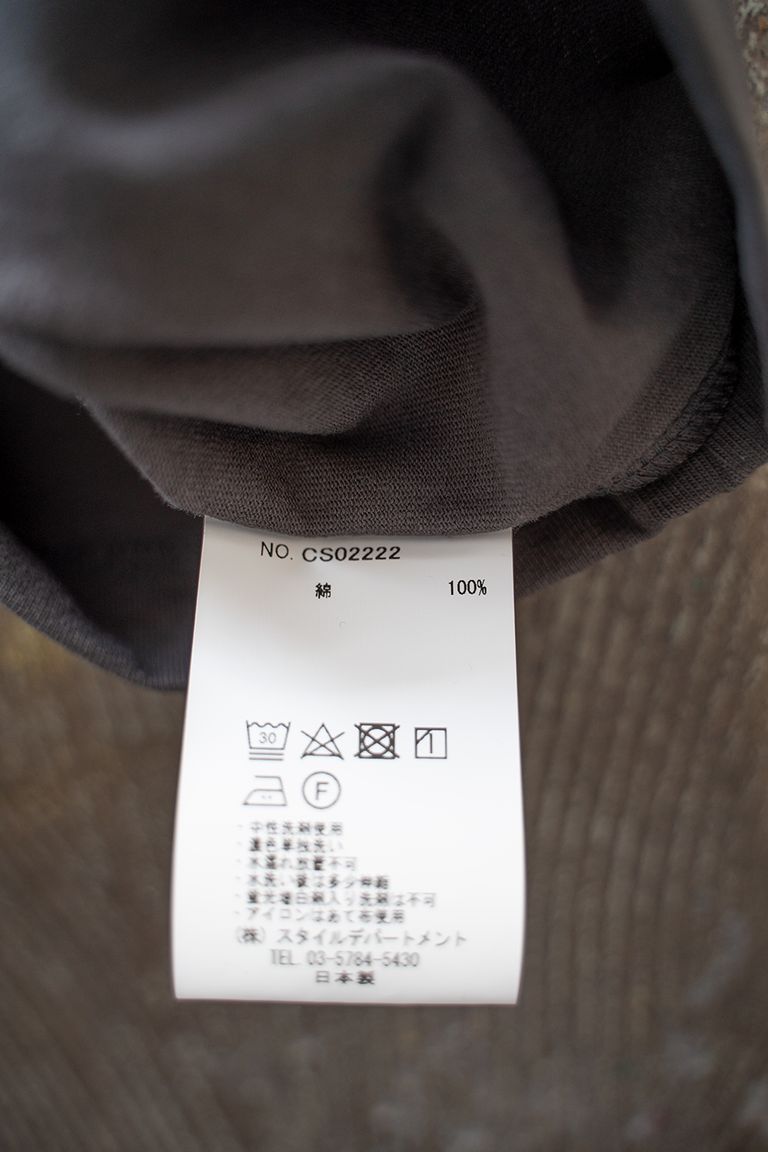 NO. CS02222
綿 100%
30
1
F
・中性洗剤使用
・濃色単独洗い
・水濡れ放置不可
・水洗い後は多少伸縮
・蛍光増白剤入り洗剤は不可
・アイロンはあて布使用
(株) スタイルデパートメント
TEL. 03-5784-5430
日本製